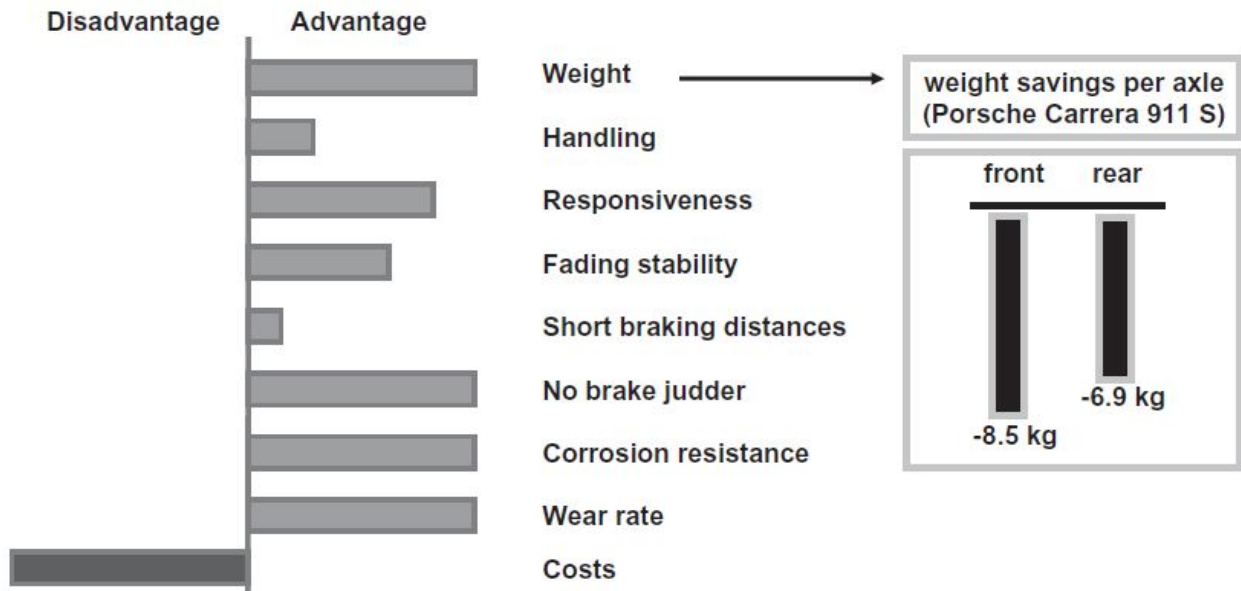 Disadvantage Advantage
Weight
Handling
Responsiveness
Fading stability
Short braking distances
No brake judder
Corrosion resistance
Wear rate
Costs
weight savings per axle
(Porsche Carrera 911 S)
front rear
-6.9 kg
-8.5 kg